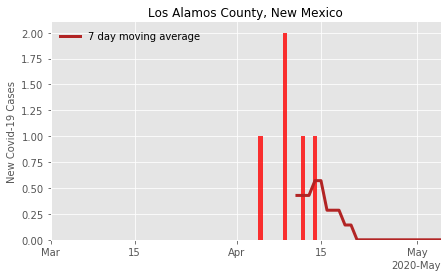 Los Alamos County, New Mexico
7 day moving average
New Covid-19 Cases
2.00
1.75
1.50
1.25
1.00
0.75
0.50
0.25
0.00
Mar 15 Apr 15 May
2020-May